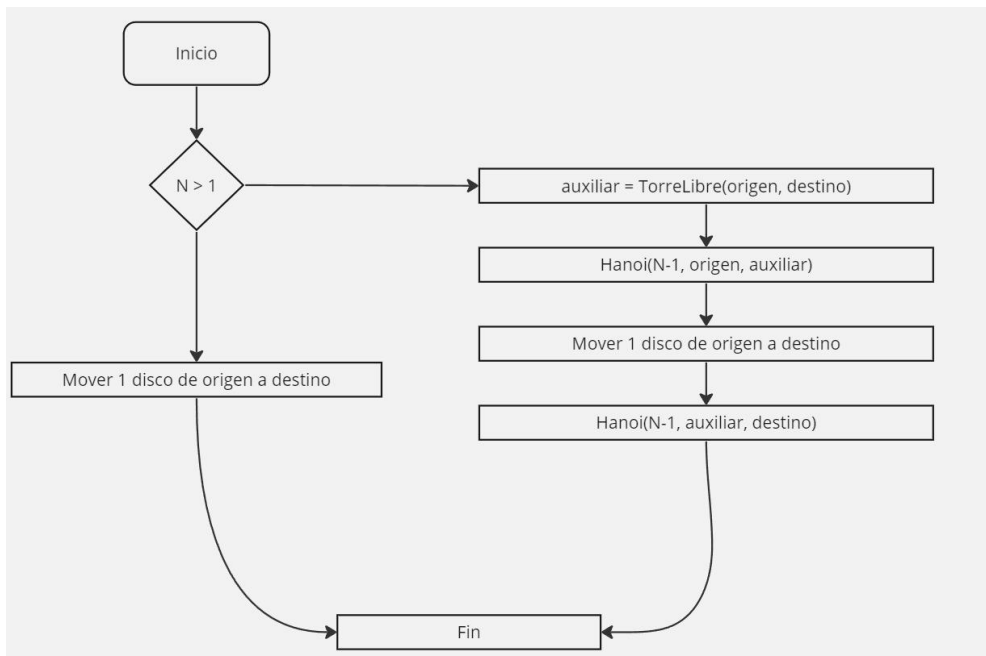 Inicio
N > 1
auxiliar = TorreLibre(origen, destino)
Hanoi(N-1, origen, auxiliar)
Mover 1 disco de origen a destino
Mover 1 disco de origen a destino
Hanoi(N-1, auxiliar, destino)
Fin